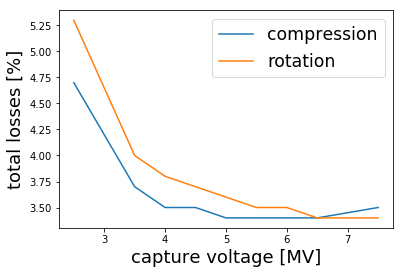 total losses [%]
5.25
5.00
4.75
4.50
4.25
4.00
3.75
3.50
compression
rotation
3 4 5 6 7
capture voltage [MV]